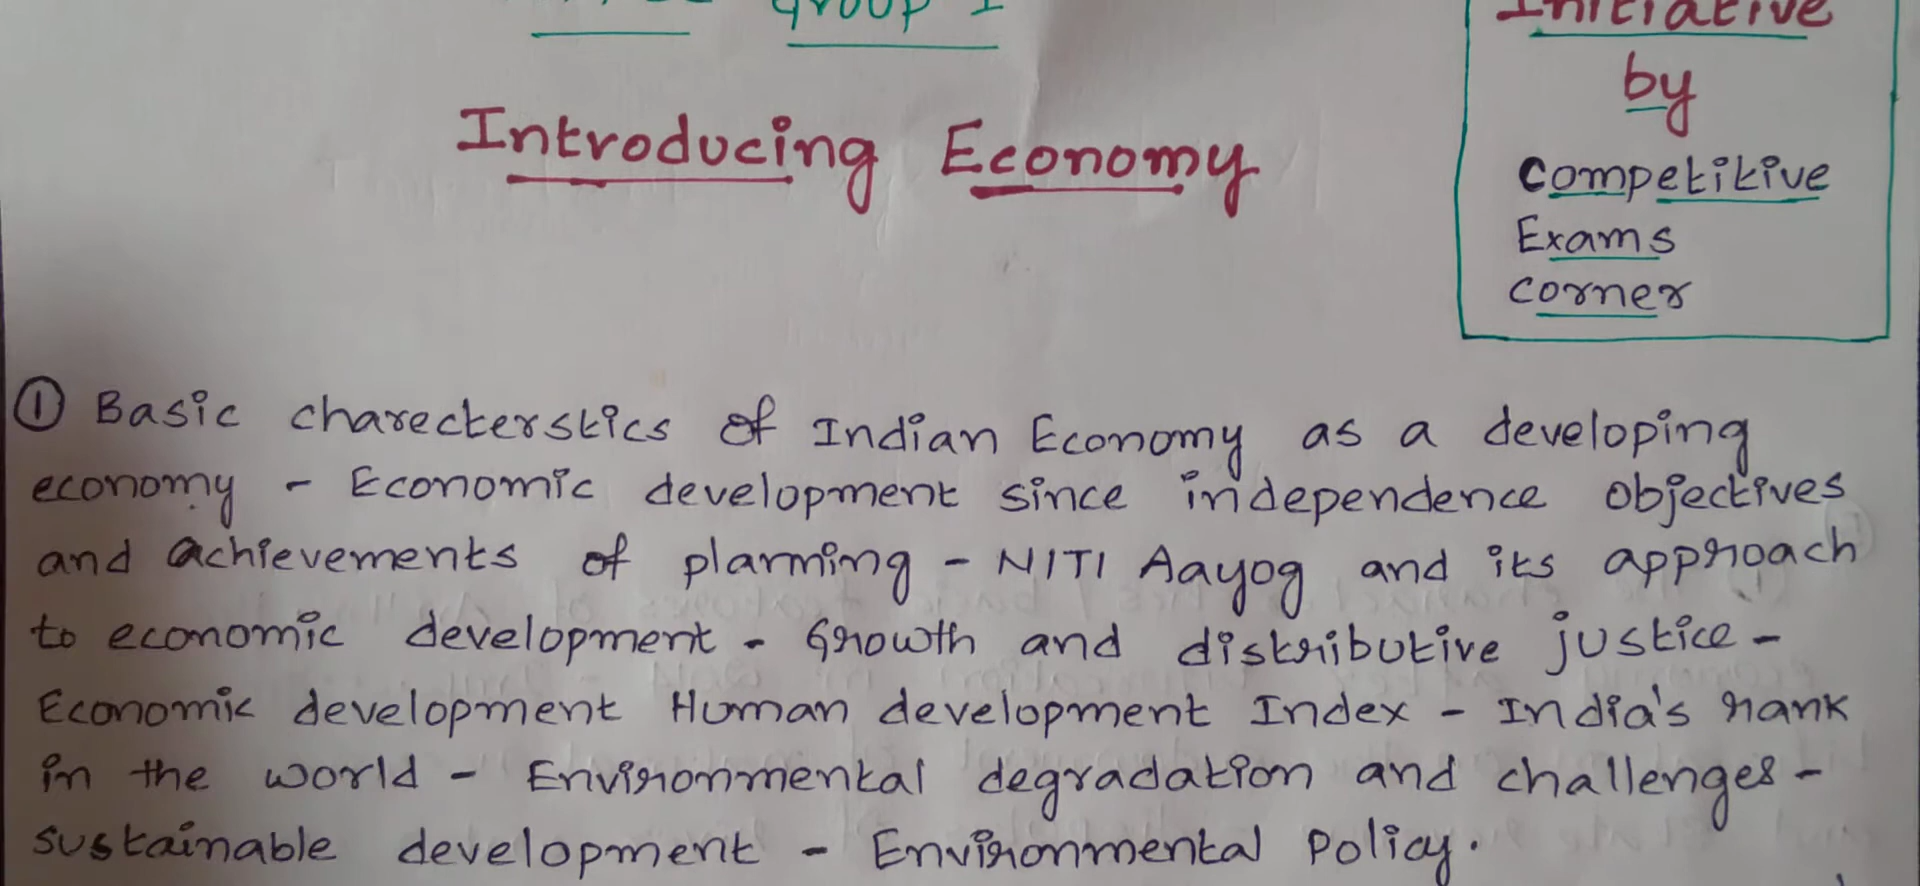 Group I
Initiative
by
Competitive
Exams
corner
Introducing Economy
① Basic charecterstics of Indian Economy as a developing
economy - Economic development since independence objectives
and achievements of planning - NITI Aayog and its approach
to economic development - Growth and distributive justice -
Economic development Human development Index - India's rank
in the world - Environmental degradation and challenges -
sustainable development - Environmental Policy.